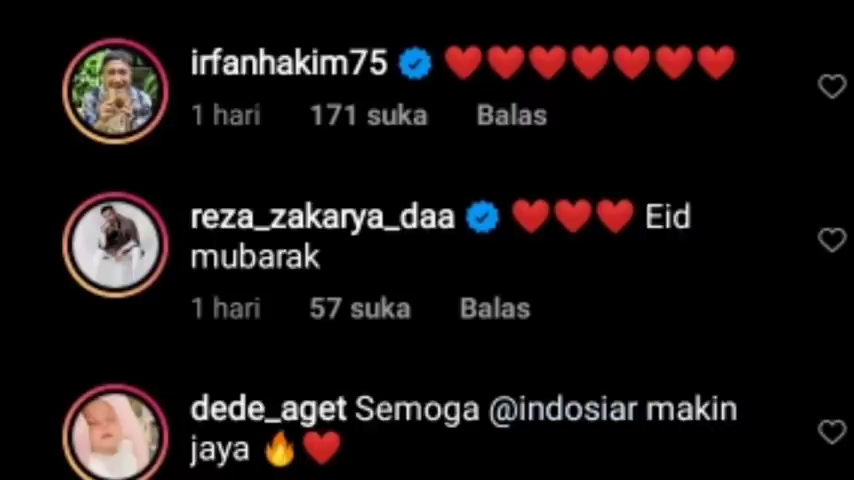 irfanhakim75 ❤️❤️❤️❤️❤️❤️❤️
1 hari 171 suka Balas
reza_zakarya_daa ❤️❤️❤️ Eid
mubarak
1 hari 57 suka Balas
dede_aget Semoga @indosiar makin
jaya 🔥❤️